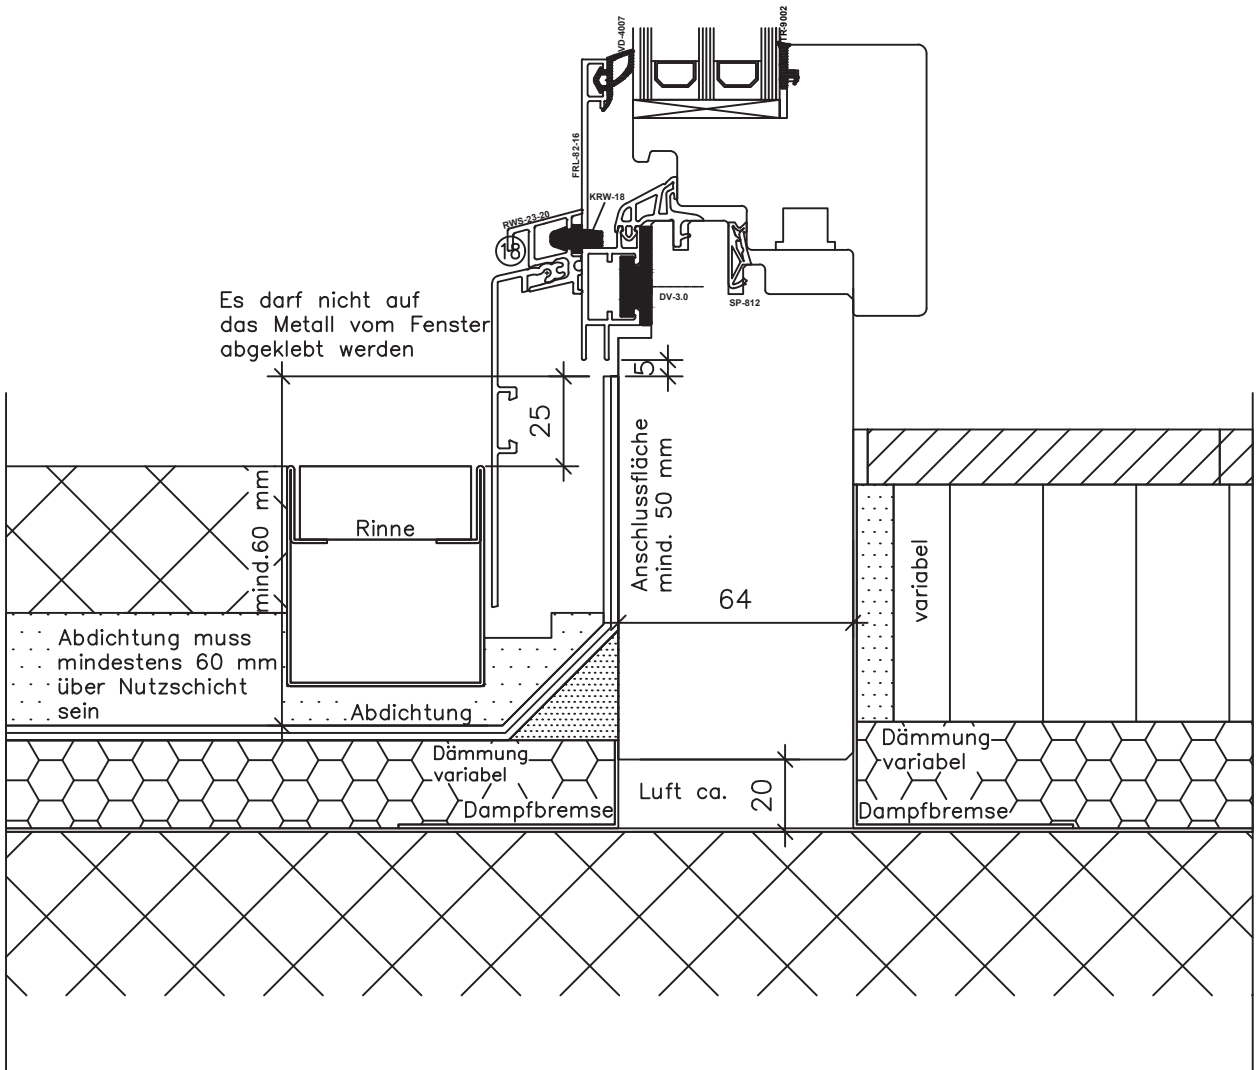 VD-4007
TR-9002
FRL-82-16
KRW-18
RWS-23-20
18
DV-3.0
SP-812
Es darf nicht auf
das Metall vom Fenster
abgeklebt werden
5
25
Anschlussfläche
mind. 50 mm
mind.60 mm
Rinne
64
variabel
Abdichtung muss
mindestens 60 mm
über Nutzschicht
sein
Abdichtung
Dämmung
variabel
Dampfbremse
Luft ca.
20
Dämmung
variabel
Dampfbremse